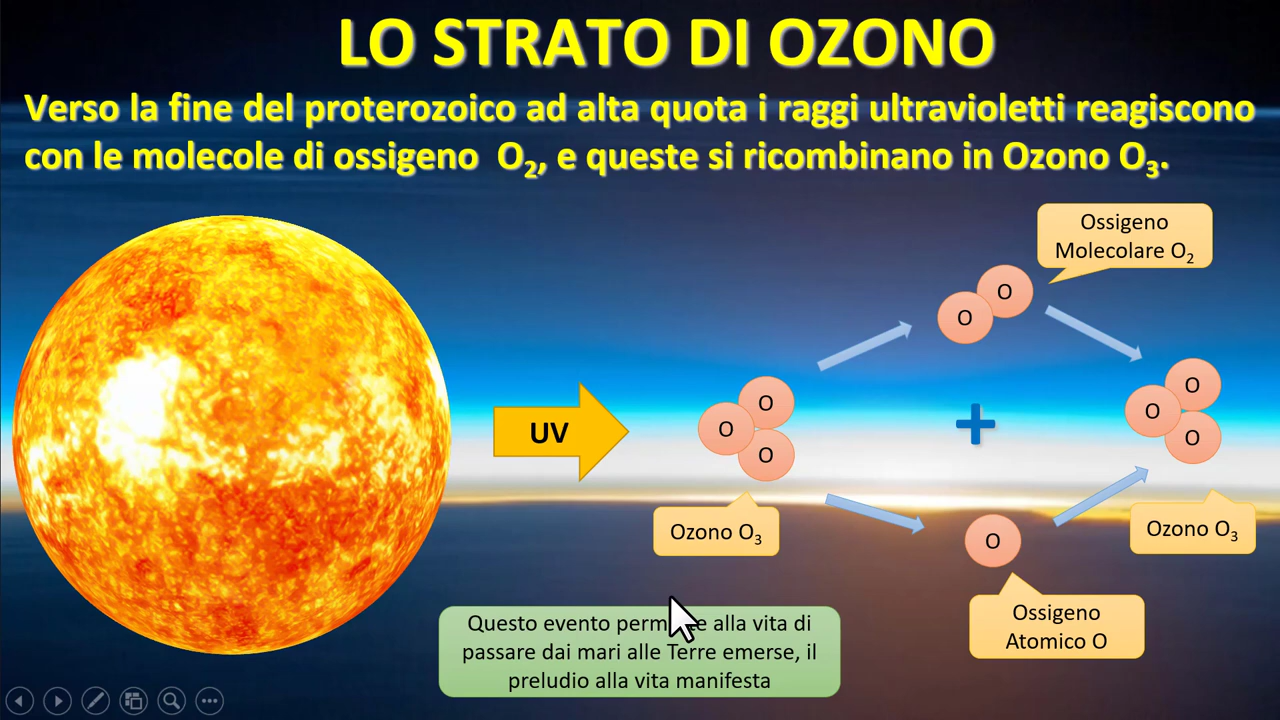 LO STRATO DI OZONO
Verso la fine del proterozoico ad alta quota i raggi ultravioletti reagiscono
con le molecole di ossigeno O₂, e queste si ricombinano in Ozono O₃.
Ossigeno
Molecolare O₂
O
O
O
O
O
O
UV
O
O
O
Ozono O₃
O
Ozono O₃
Ossigeno
Atomico O
Questo evento alla vita di
passare dai mari alle Terre emerse, il
preludio alla vita manifesta